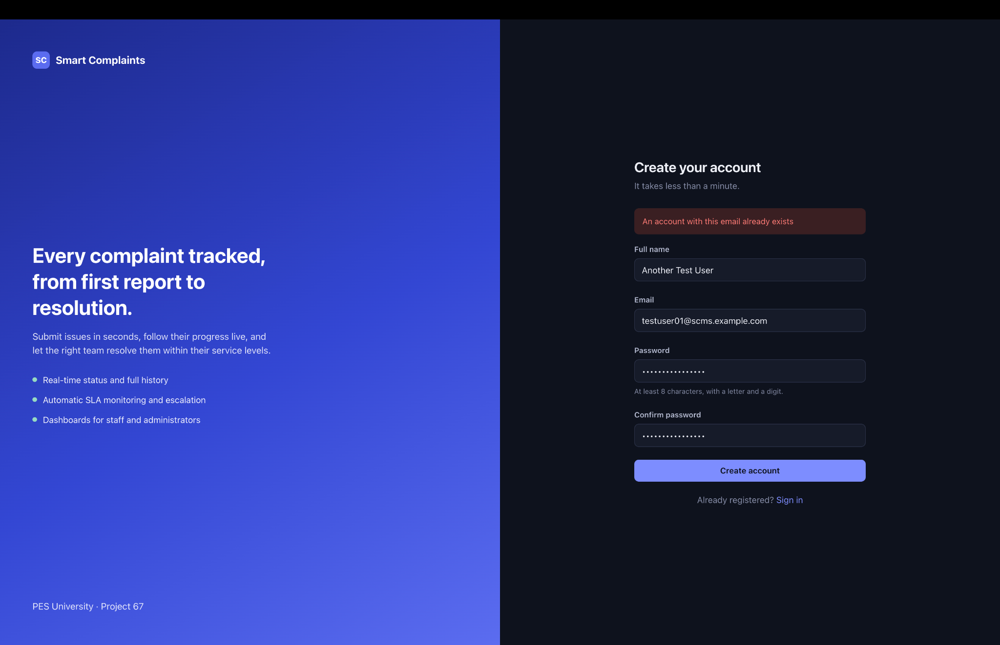 SC Smart Complaints
Every complaint tracked,
from first report to
resolution.
Submit issues in seconds, follow their progress live, and
let the right team resolve them within their service levels.
Real-time status and full history
Automatic SLA monitoring and escalation
Dashboards for staff and administrators
PES University · Project 67
Create your account
It takes less than a minute.
An account with this email already exists
Full name
Another Test User
Email
testuser01@scms.example.com
Password
••••••••••••••••
At least 8 characters, with a letter and a digit.
Confirm password
••••••••••••••••
Create account
Already registered? Sign in